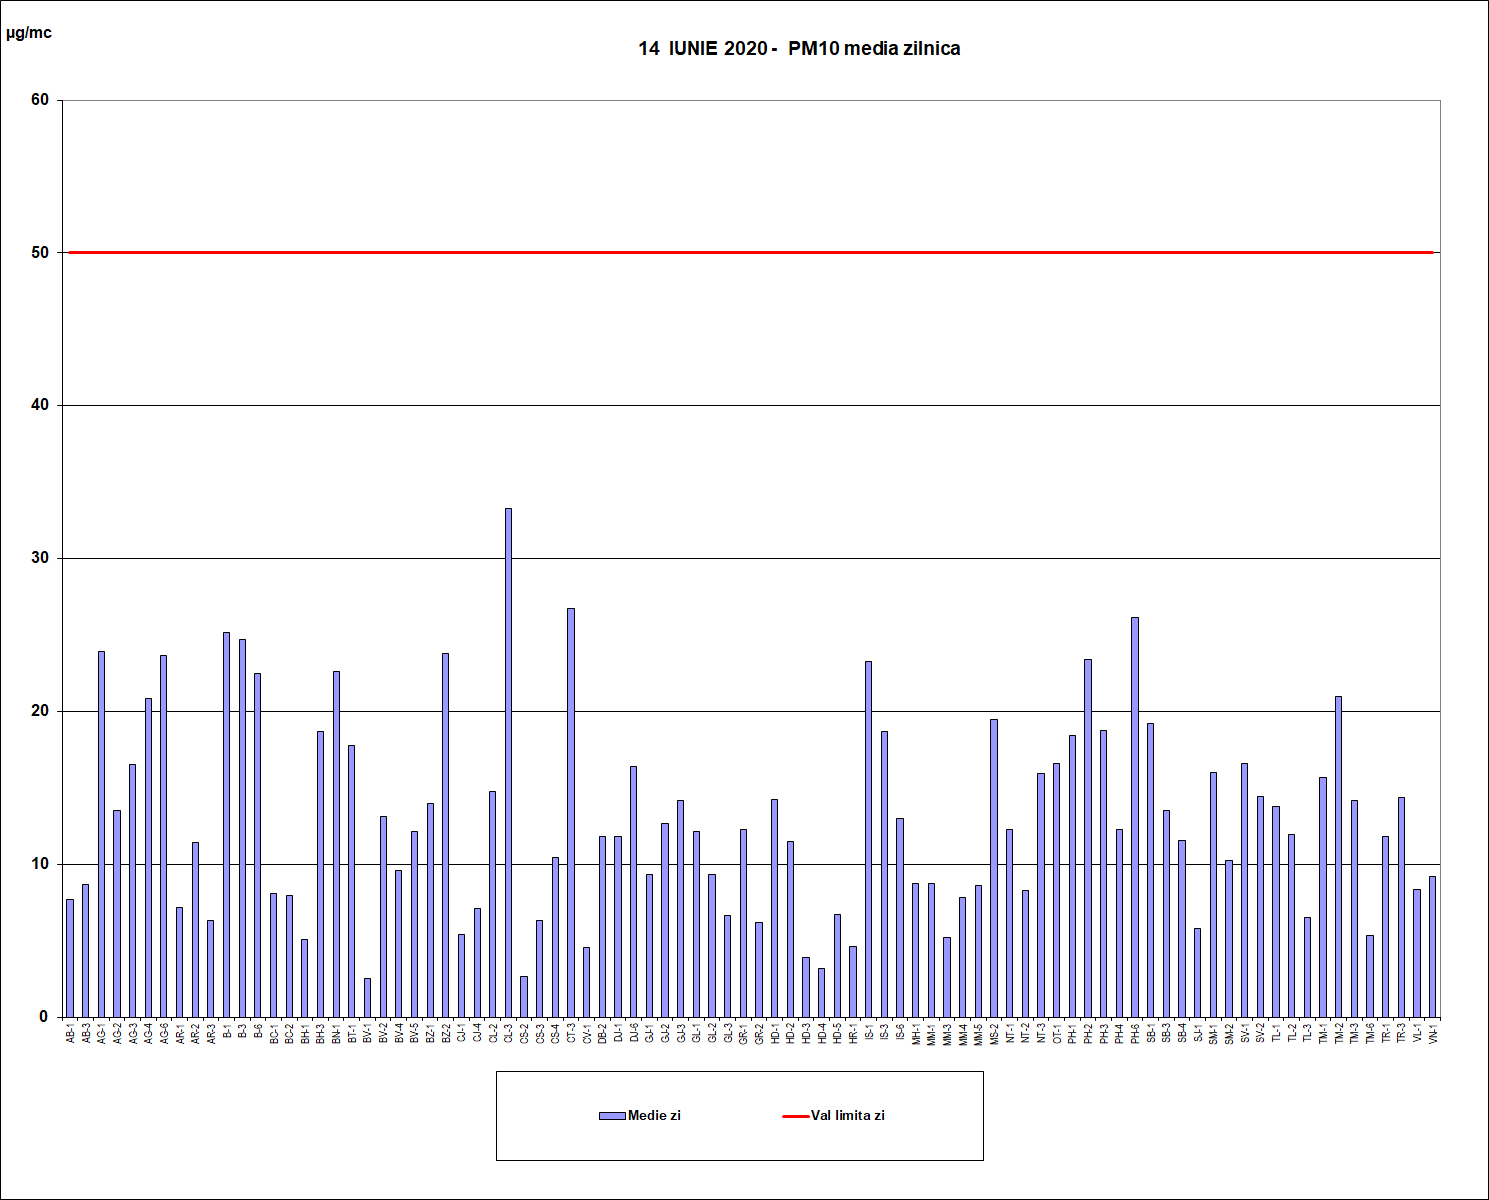 µg/mc
14 IUNIE 2020 - PM10 media zilnica
60
50
40
30
20
10
0
AB-1
AB-3
AG-1
AG-2
AG-3
AG-4
AG-6
AR-1
AR-2
AR-3
B-1
B-3
B-6
BC-1
BC-2
BH-1
BH-3
BN-1
BT-1
BV-1
BV-2
BV-4
BV-5
BZ-1
BZ-2
CJ-1
CJ-4
CL-2
CL-3
CS-2
CS-3
CS-4
CT-3
CV-1
DB-2
DJ-1
DJ-6
GJ-1
GJ-2
GJ-3
GL-1
GL-2
GL-3
GR-1
GR-2
HD-1
HD-2
HD-3
HD-4
HD-5
HR-1
IS-1
IS-3
IS-6
MH-1
MM-1
MM-3
MM-4
MM-5
MS-2
NT-1
NT-2
NT-3
OT-1
PH-1
PH-2
PH-3
PH-4
PH-6
SB-1
SB-3
SB-4
SJ-1
SM-1
SM-2
SV-1
SV-2
TL-1
TL-2
TL-3
TM-1
TM-2
TM-3
TM-6
TR-1
TR-3
VL-1
VN-1
Medie zi
Val limita zi